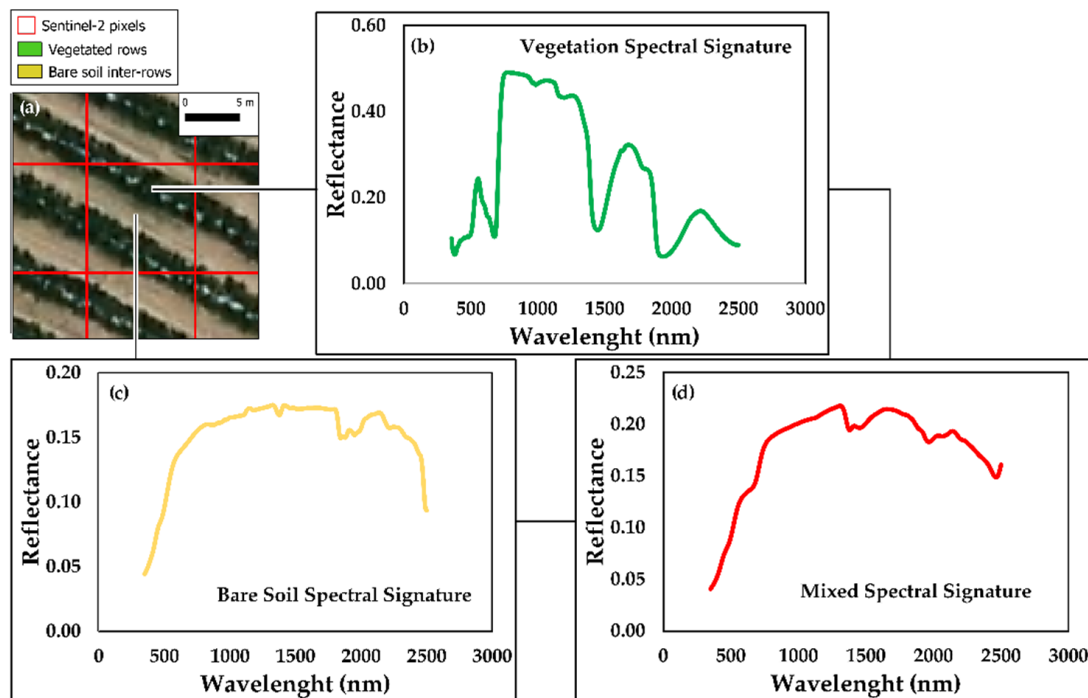 Sentinel-2 pixels
Vegetated rows
Bare soil inter-rows
(a)
0 5 m
(b)
Vegetation Spectral Signature
0.60
0.40
0.20
0.00
Reflectance
0 500 1000 1500 2000 2500 3000
Wavelenght (nm)
(c)
0.20
0.15
0.10
0.05
0.00
Reflectance
Bare Soil Spectral Signature
0 500 1000 1500 2000 2500 3000
Wavelenght (nm)
(d)
0.25
0.20
0.15
0.10
0.05
0.00
Reflectance
Mixed Spectral Signature
0 500 1000 1500 2000 2500 3000
Wavelenght (nm)